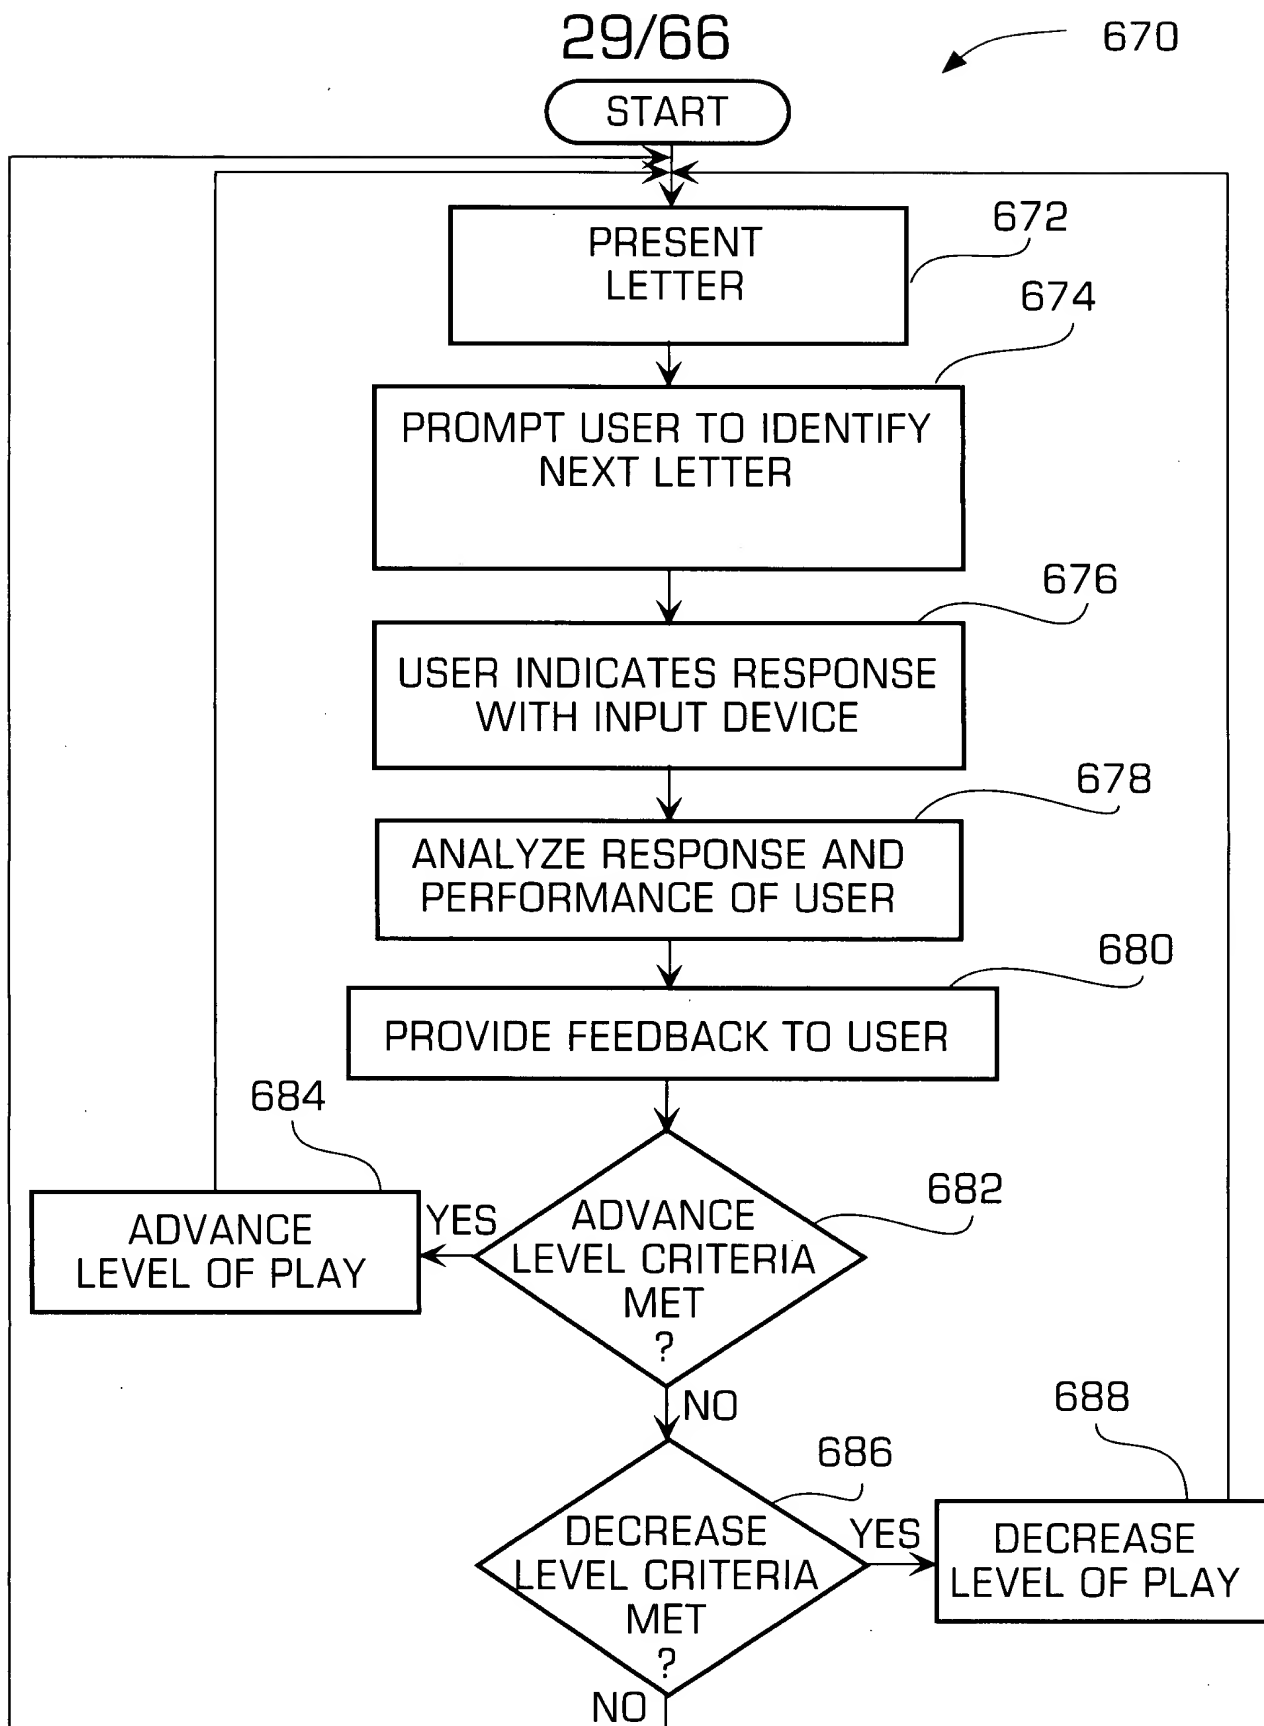 29/66
670
START
PRESENT
LETTER
672
674
PROMPT USER TO IDENTIFY
NEXT LETTER
676
USER INDICATES RESPONSE
WITH INPUT DEVICE
678
ANALYZE RESPONSE AND
PERFORMANCE OF USER
680
PROVIDE FEEDBACK TO USER
684
682
ADVANCE
LEVEL OF PLAY
YES
ADVANCE
LEVEL CRITERIA
MET
?
NO
688
686
DECREASE
LEVEL CRITERIA
MET
?
YES
DECREASE
LEVEL OF PLAY
NO